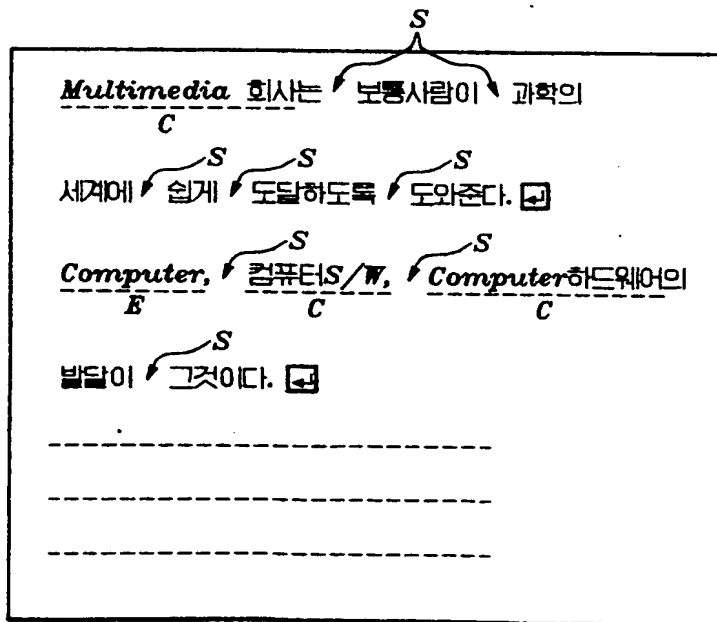 S
Multimedia 회사는 보통사람이 과학의
C
S S S
세계에 쉽게 도달하도록 도와준다. ↵
S S
Computer, 컴퓨터S/W, Computer하드웨어의
E C C
S
발달이 그것이다. ↵